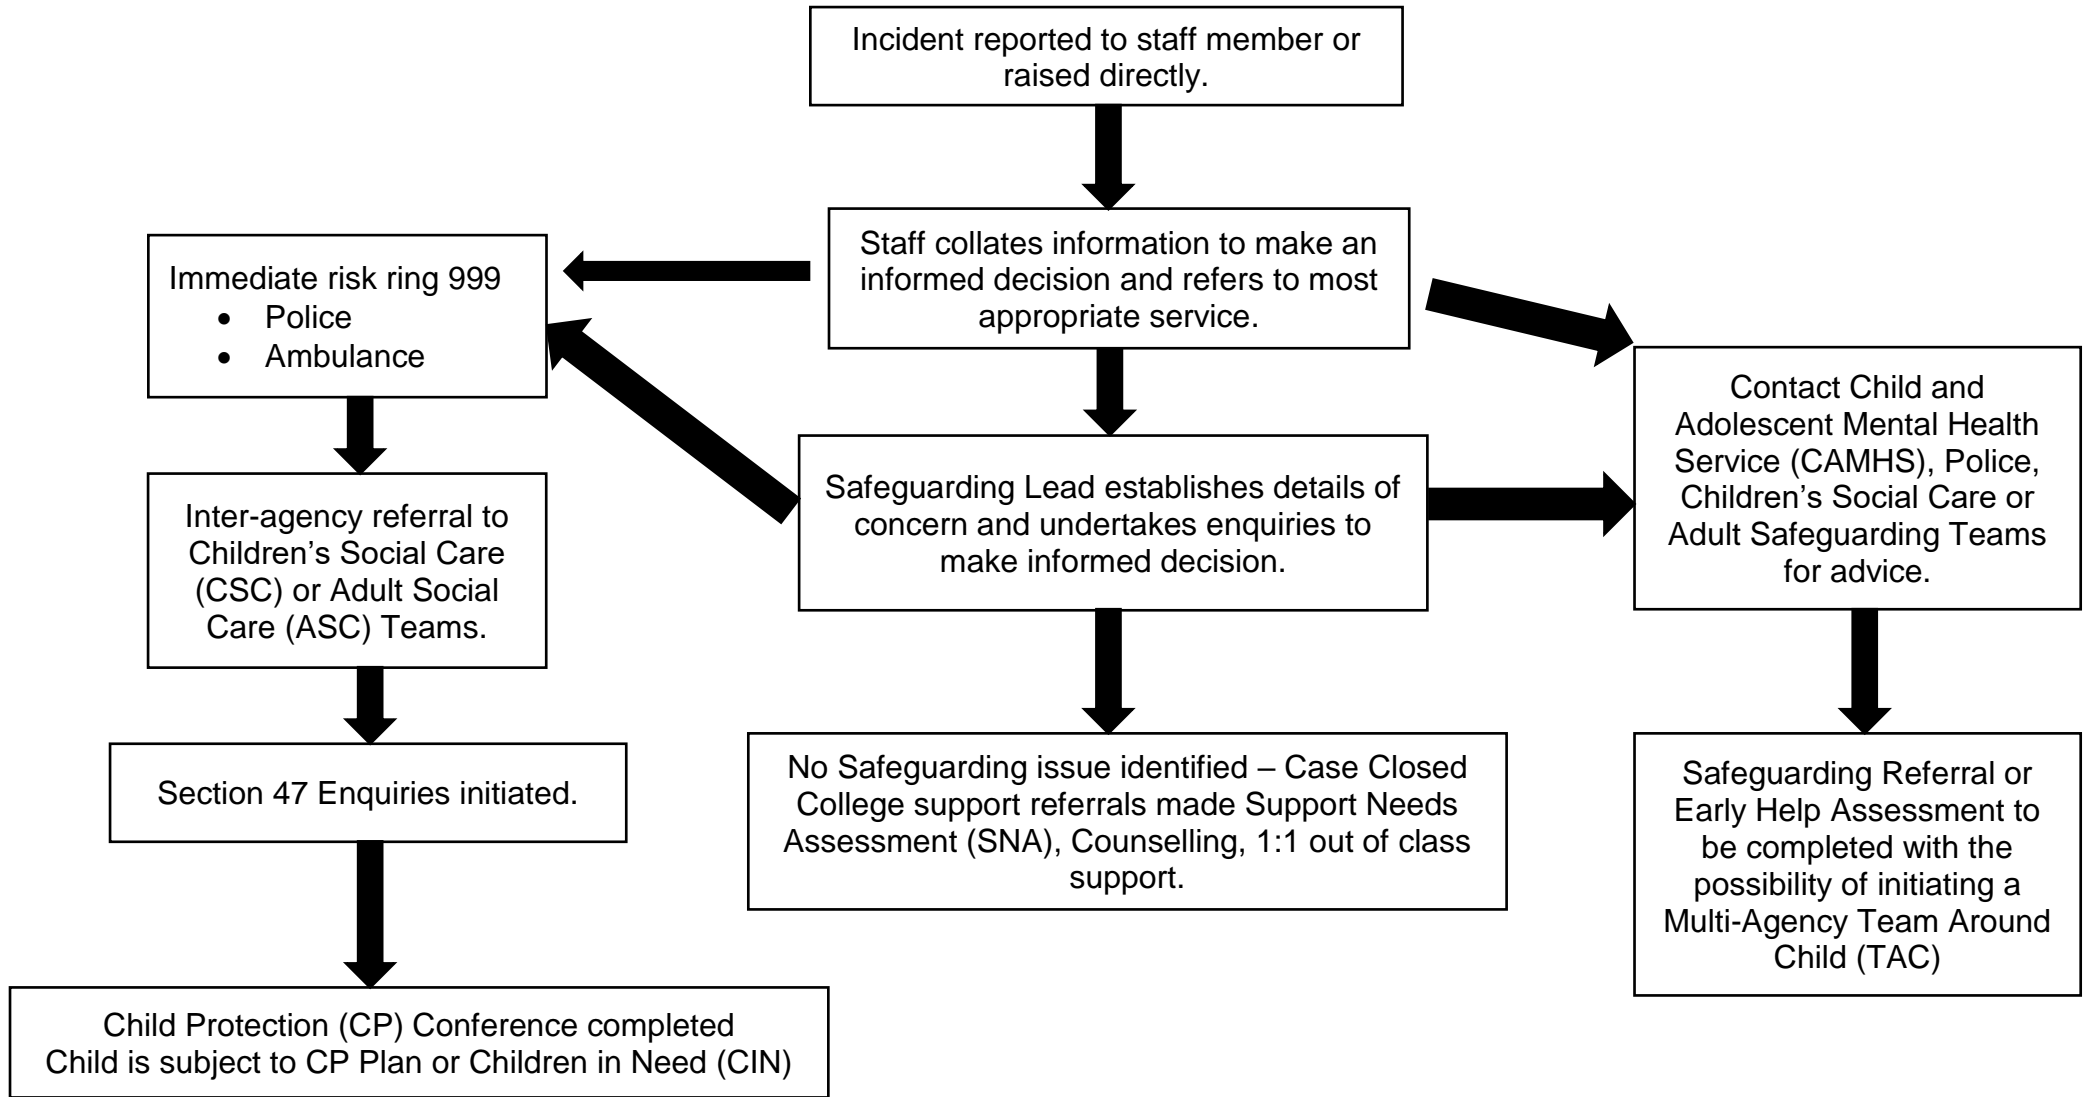 Incident reported to staff member or
raised directly.
Staff collates information to make an
informed decision and refers to most
appropriate service.
Immediate risk ring 999
• Police
• Ambulance
Contact Child and
Adolescent Mental Health
Service (CAMHS), Police,
Children’s Social Care or
Adult Safeguarding Teams
for advice.
Safeguarding Lead establishes details of
concern and undertakes enquiries to
make informed decision.
Inter-agency referral to
Children’s Social Care
(CSC) or Adult Social
Care (ASC) Teams.
Section 47 Enquiries initiated.
No Safeguarding issue identified – Case Closed
College support referrals made Support Needs
Assessment (SNA), Counselling, 1:1 out of class
support.
Safeguarding Referral or
Early Help Assessment to
be completed with the
possibility of initiating a
Multi-Agency Team Around
Child (TAC)
Child Protection (CP) Conference completed
Child is subject to CP Plan or Children in Need (CIN)